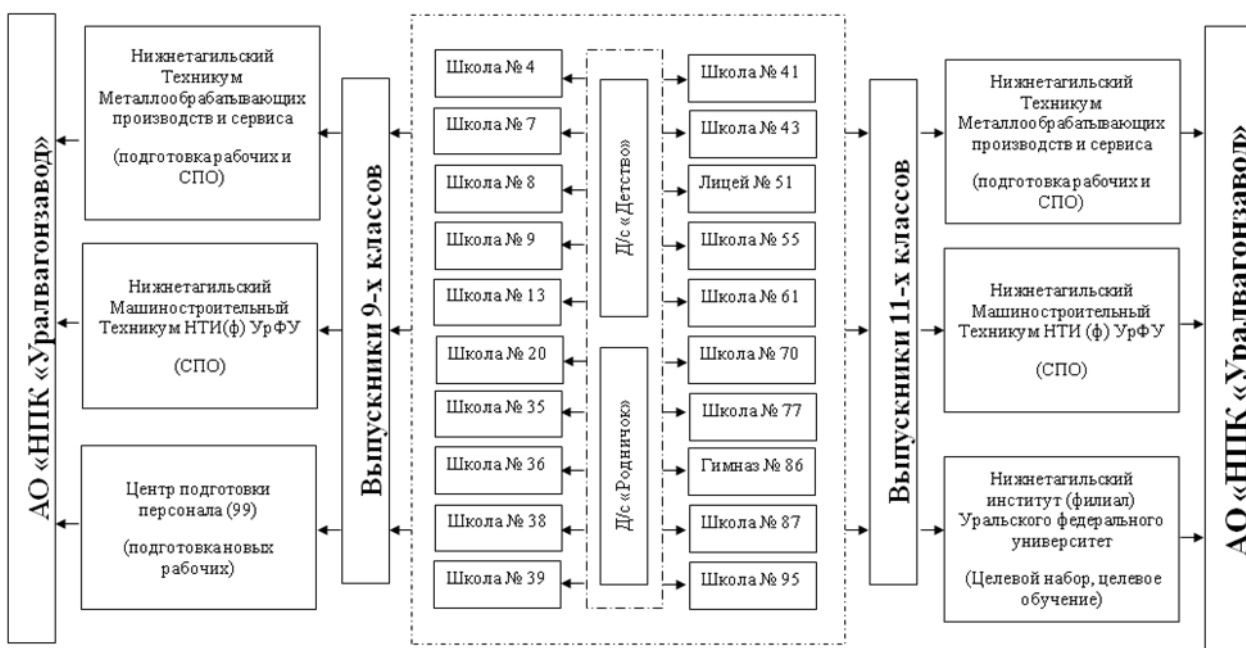 АО «НПК «Уралвагонзавод»
Нижнетагильский
Техникум
Металлообрабатывающих
производств и сервиса
(подготовка рабочих и
СПО)
Нижнетагильский
Машиностроительный
Техникум НТИ(ф) УрФУ
(СПО)
Центр подготовки
персонала (99)
(подготовка новых
рабочих)
Выпускники 9-х классов
Школа № 4
Школа № 7
Школа № 8
Школа № 9
Школа № 13
Школа № 20
Школа № 35
Школа № 36
Школа № 38
Школа № 39
Д/с «Детство»
Д/с «Родничок»
Школа № 41
Школа № 43
Лицей № 51
Школа № 55
Школа № 61
Школа № 70
Школа № 77
Гимназ № 86
Школа № 87
Школа № 95
Выпускники 11-х классов
Нижнетагильский
Техникум
Металлообрабатывающих
производств и сервиса
(подготовка рабочих и
СПО)
Нижнетагильский
Машиностроительный
Техникум НТИ (ф) УрФУ
(СПО)
Нижнетагильский
институт (филиал)
Уральского федерального
университет
(Целевой набор, целевое
обучение)
АО «НПК «Уралвагонзавод»